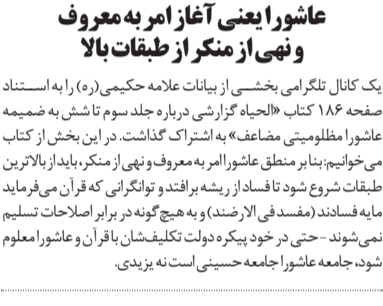 عاشورا یعنی آغاز امر به معروف
و نهی از منکر از طبقات بالا
یک کانال تلگرامی بخشی از بیانات علامه حکیمی(ره) را به استناد
صفحه ۱۸۶ کتاب «الحیاه گزارشی درباره جلد سوم تا شش به ضمیمه
عاشورا مظلومیتی مضاعف» به اشتراک گذاشت. در این بخش از کتاب
می‌خوانیم: بنا بر منطق عاشورا امر به معروف و نهی از منکر، باید از بالاترین
طبقات شروع شود تا فساد از ریشه برافتد و توانگرانی که قرآن می‌فرماید
مایه فسادند (مفسد فی الارضند) و به هیچ گونه در برابر اصلاحات تسلیم
نمی‌شوند -حتی در خود پیکره دولت تکلیف‌شان با قرآن و عاشورا معلوم
شود، جامعه عاشورا جامعه حسینی است نه یزیدی.